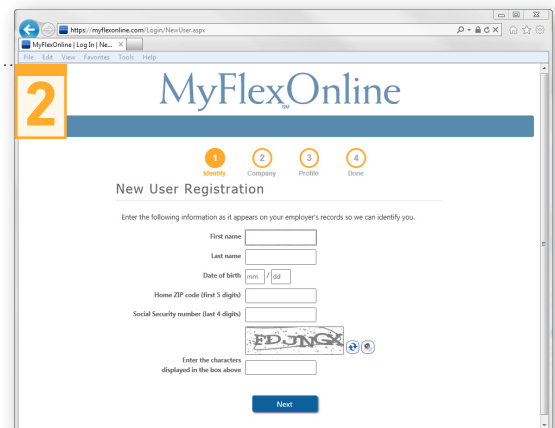 https://myflexonline.com/Login/NewUser.aspx
MyFlexOnline | Log In | Ne...
File Edit View Favorites Tools Help
2
MyFlexOnline
SM
1 2 3 4
Identify Company Profile Done
New User Registration
Enter the following information as it appears on your employer's records so we can identify you.
First name
Last name
Date of birth mm / dd
Home ZIP code (first 5 digits)
Social Security number (last 4 digits)
Enter the characters
displayed in the box above
Next